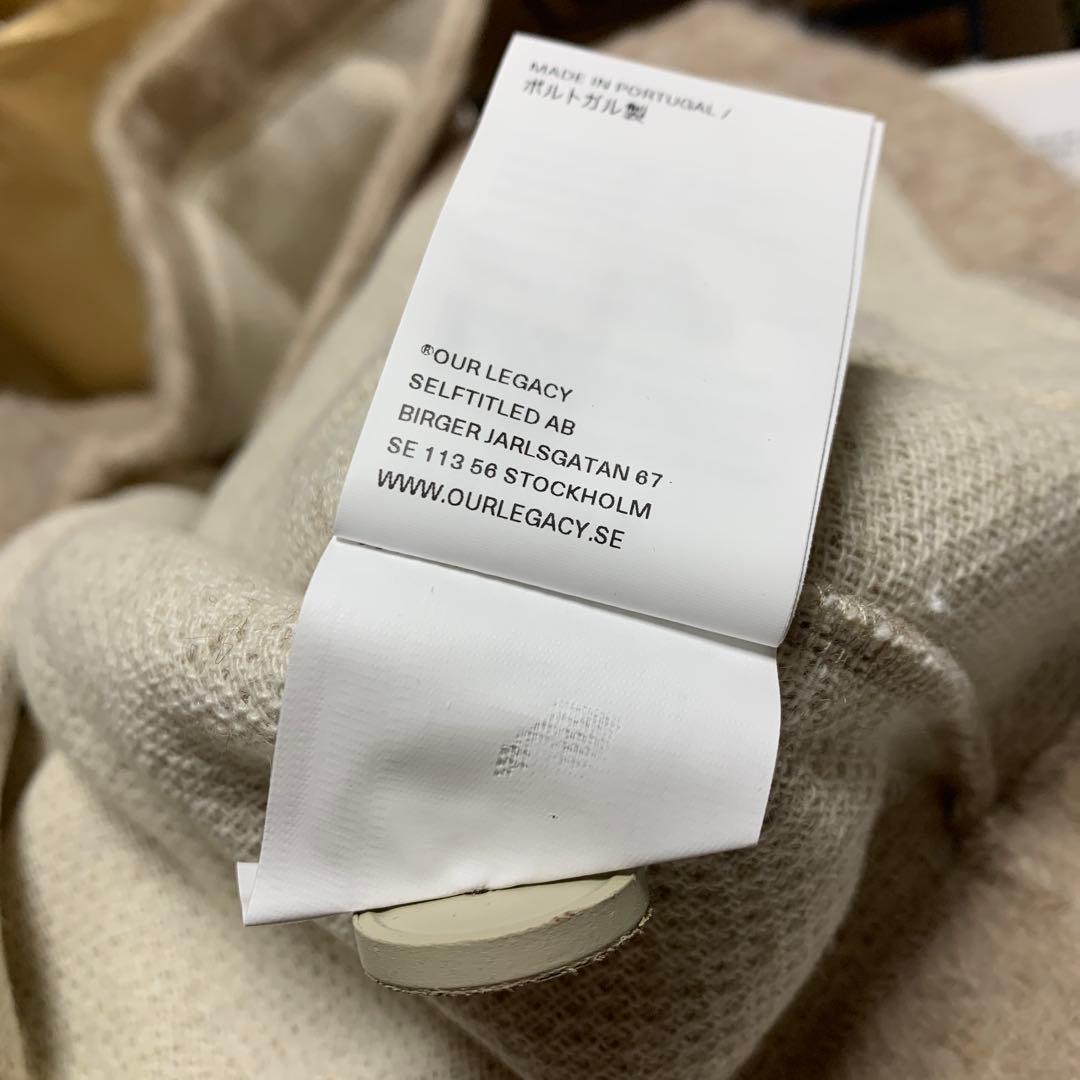 MADE IN PORTUGAL /
ポルトガル製
®OUR LEGACY
SELFTITLED AB
BIRGER JARLSGATAN 67
SE 113 56 STOCKHOLM
WWW.OURLEGACY.SE